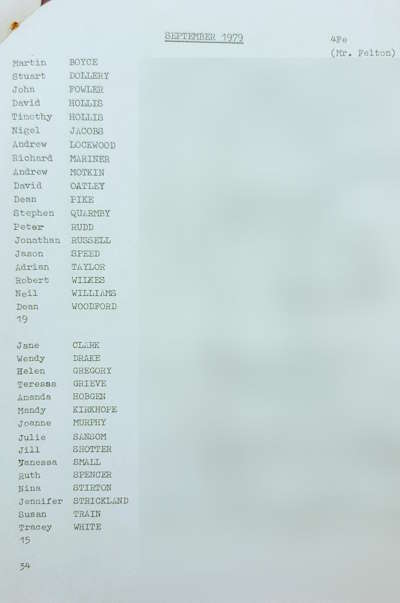 SEPTEMBER 1979
4Fe
(Mr. Felton)
Martin BOYCE
Stuart DOLLERY
John FOWLER
David HOLLIS
Timothy HOLLIS
Nigel JACOBS
Andrew LOCKWOOD
Richard MARINER
Andrew MOTKIN
David OATLEY
Dean PIKE
Stephen QUARMBY
Peter RUDD
Jonathan RUSSELL
Jason SPEED
Adrian TAYLOR
Robert WILKES
Neil WILLIAMS
Dean WOODFORD
19
Jane CLARK
Wendy DRAKE
Helen GREGORY
Teressa GRIEVE
Amanda HOBGEN
Mandy KIRKHOPE
Joanne MURPHY
Julie SANSOM
Jill SHOTTER
Vanessa SMALL
Ruth SPENCER
Nina STIRTON
Jennifer STRICKLAND
Susan TRAIN
Tracey WHITE
15
34